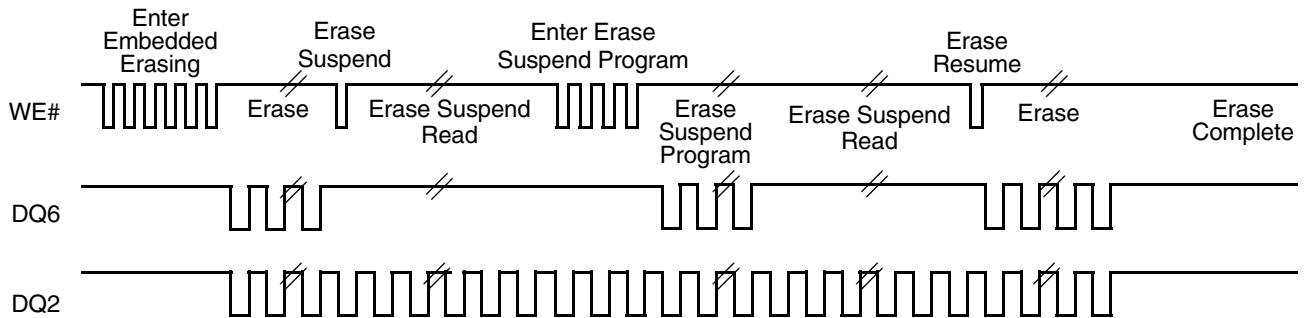 Enter
Embedded
Erasing
Erase
Suspend
Enter Erase
Suspend Program
Erase
Resume
WE#
Erase
Erase Suspend
Read
Erase
Suspend
Program
Erase Suspend
Read
Erase
Erase
Complete
DQ6
DQ2